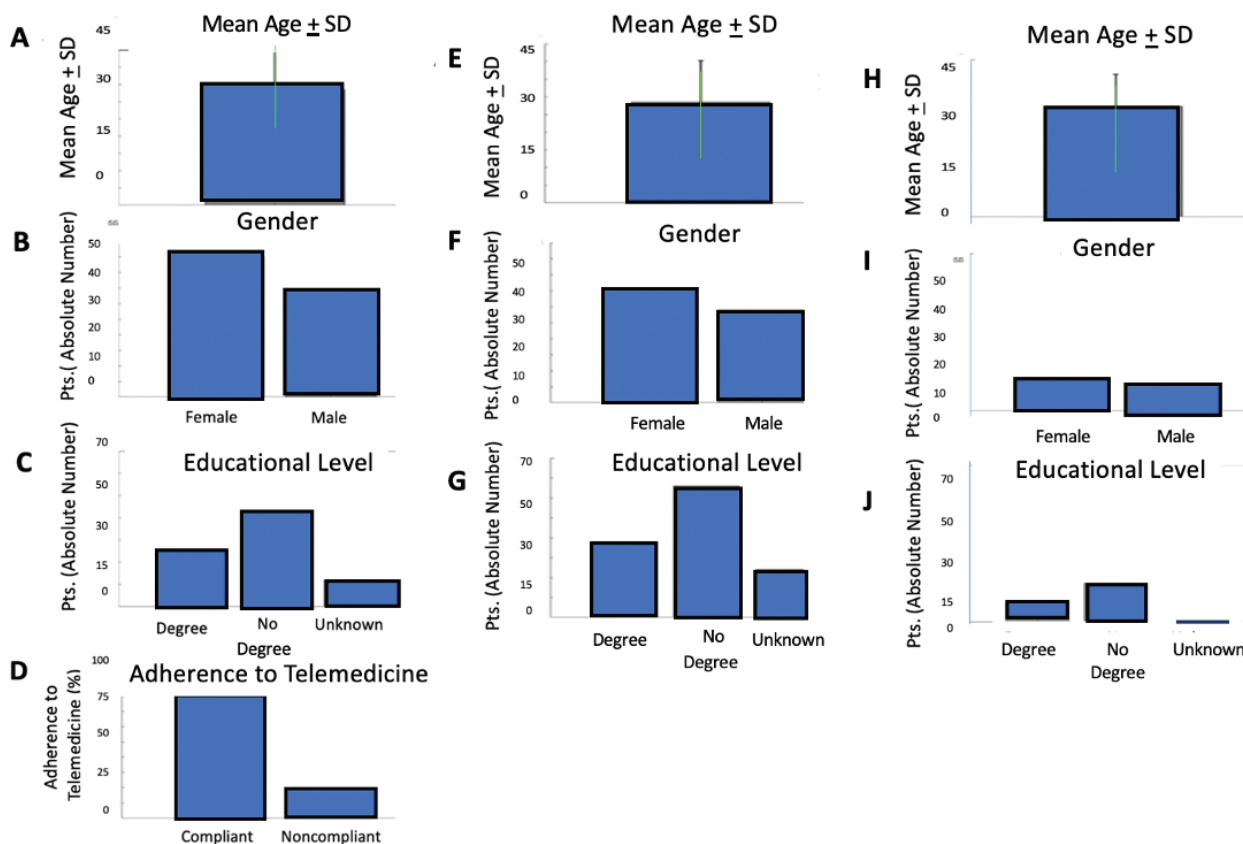 A
Mean Age + SD
Mean Age + SD
45
30
15
0
B
Gender
Pts.( Absolute Number)
55
50
40
30
20
10
0
Female Male
C
Educational Level
Pts. (Absolute Number)
70
50
30
15
0
Degree No Degree Unknown
D
Adherence to Telemedicine
Adherence to Telemedicine (%)
100
75
50
25
0
Compliant Noncompliant
E
Mean Age + SD
Mean Age + SD
45
30
15
0
F
Gender
Pts.( Absolute Number)
50
40
30
20
10
0
Female Male
G
Educational Level
Pts. (Absolute Number)
70
50
30
15
0
Degree No Degree Unknown
H
Mean Age + SD
Mean Age + SD
45
30
15
0
I
Gender
Pts.( Absolute Number)
55
50
40
30
20
10
0
Female Male
J
Educational Level
Pts. (Absolute Number)
70
50
30
15
0
Degree No Degree Unknown